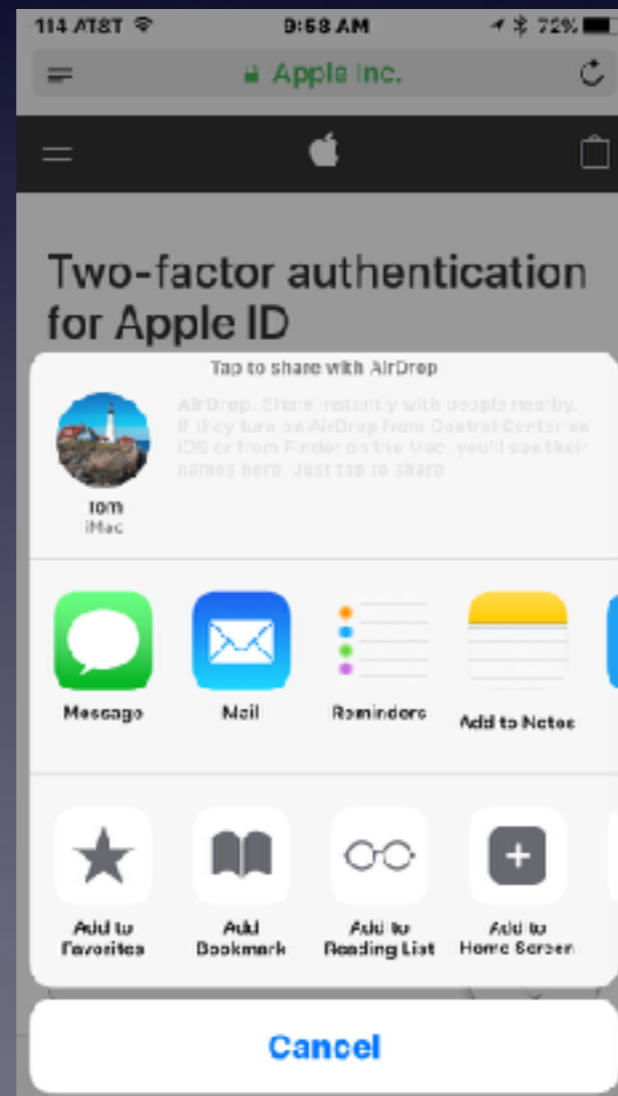 114 AT&T 9:58 AM 72%
Apple Inc.
Two-factor authentication
for Apple ID
Tap to share with AirDrop
AirDrop. Share instantly with people nearby.
If they turn on AirDrop from Control Center on
iOS or from Finder on the Mac, you'll see their
names here. Just tap to share.
Tom
iMac
Message Mail Reminders Add to Notes
Add to Favorites
Add Bookmark
Add to Reading List
Add to Home Screen
Cancel